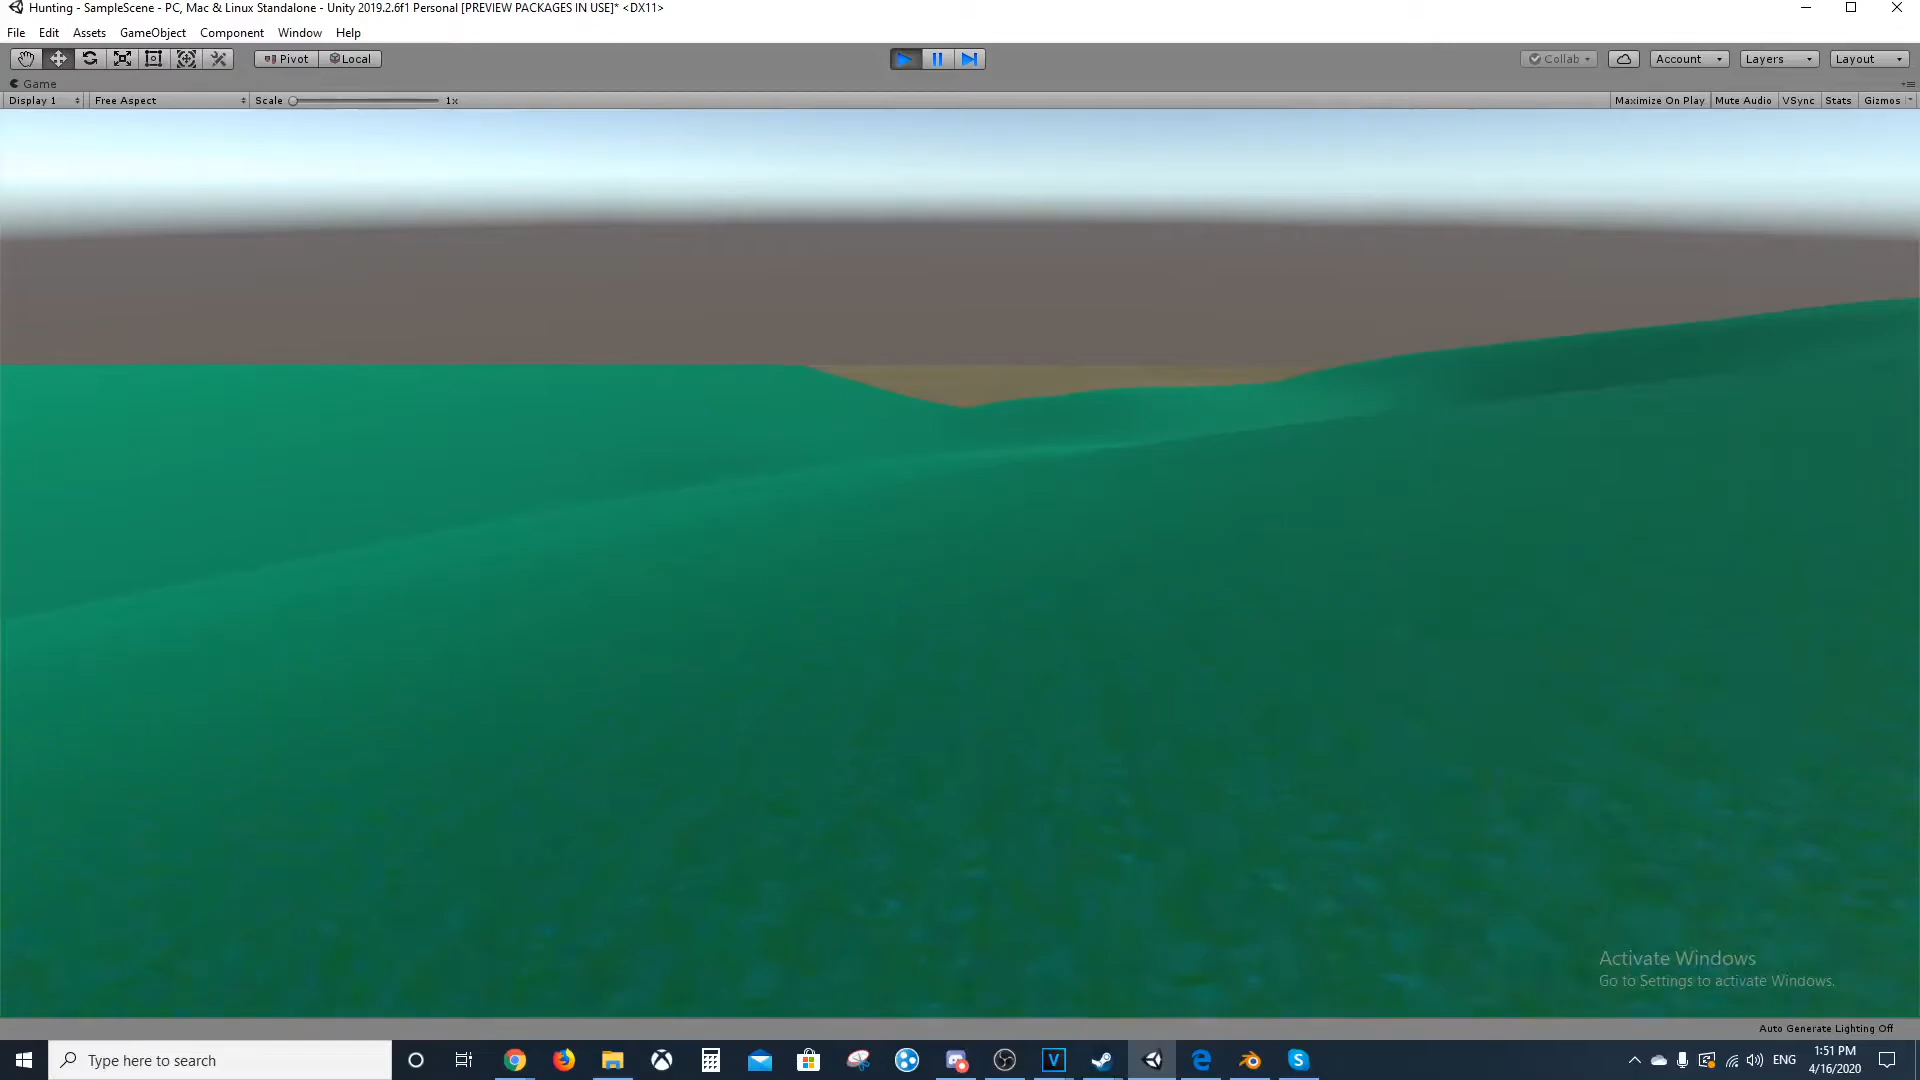 Hunting - SampleScene - PC, Mac & Linux Standalone - Unity 2019.2.6f1 Personal [PREVIEW PACKAGES IN USE]* <DX11>
File Edit Assets GameObject Component Window Help
Pivot Local Collab Account Layers Layout
Game
Display 1 Free Aspect Scale 1x Maximize On Play Mute Audio VSync Stats Gizmos
Activate Windows
Go to Settings to activate Windows.
Auto Generate Lighting Off
Type here to search
V
S
ENG
1:51 PM
4/16/2020